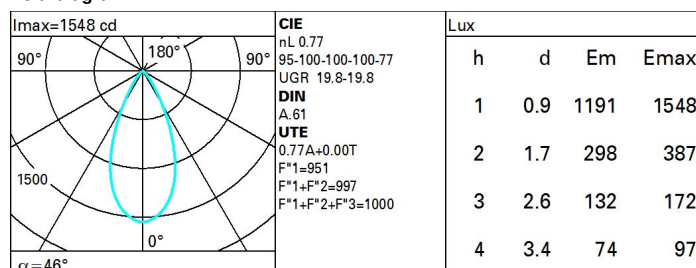 Imax=1548 cd
90°
180°
90°
1500
0°
α=46°
CIE
nL 0.77
95-100-100-100-77
UGR 19.8-19.8
DIN
A.61
UTE
0.77A+0.00T
F"1=951
F"1+F"2=997
F"1+F"2+F"3=1000
Lux
h d Em Emax
1 0.9 1191 1548
2 1.7 298 387
3 2.6 132 172
4 3.4 74 97